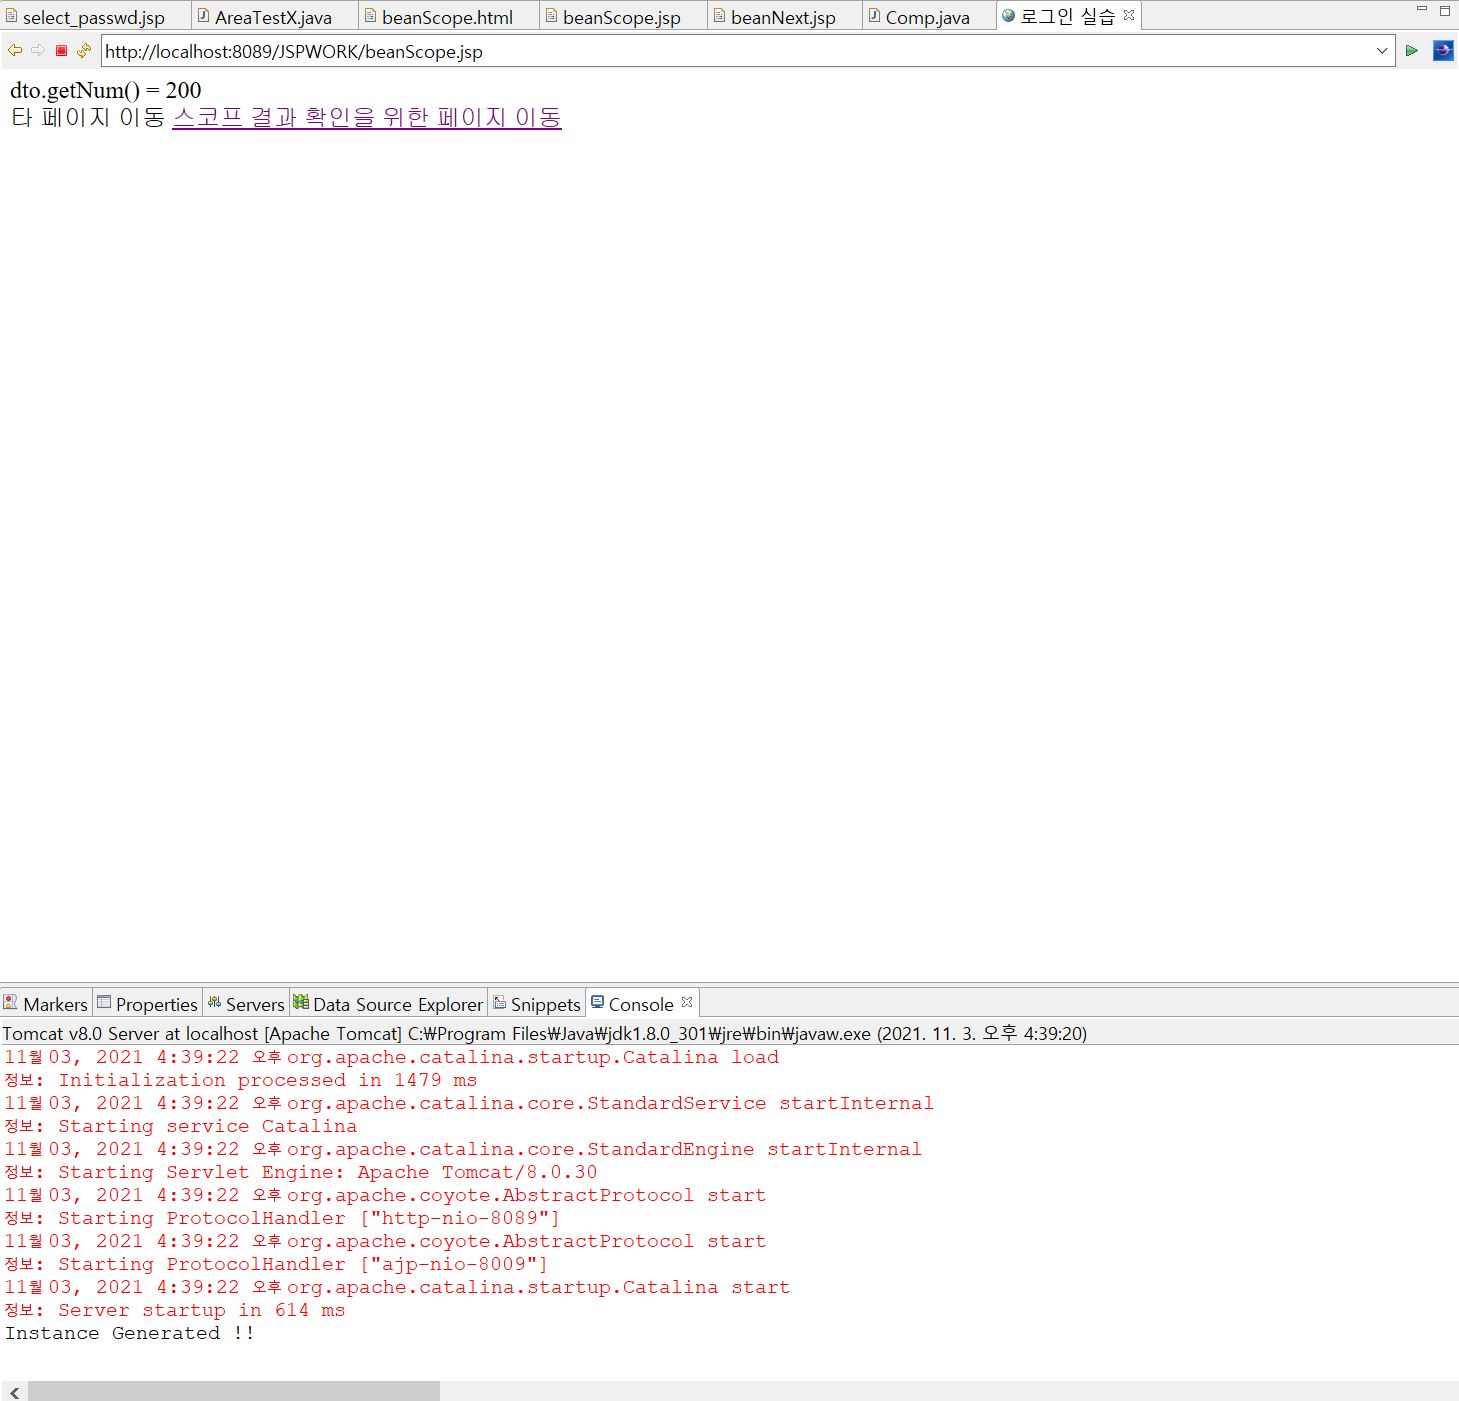 select_passwd.jsp AreaTestX.java beanScope.html beanScope.jsp beanNext.jsp Comp.java 로그인 실습
http://localhost:8089/JSPWORK/beanScope.jsp
dto.getNum() = 200
타 페이지 이동 스코프 결과 확인을 위한 페이지 이동
Markers Properties Servers Data Source Explorer Snippets Console
Tomcat v8.0 Server at localhost [Apache Tomcat] C:₩Program Files₩Java₩jdk1.8.0_301₩jre₩bin₩javaw.exe (2021. 11. 3. 오후 4:39:20)
11월 03, 2021 4:39:22 오후 org.apache.catalina.startup.Catalina load
정보: Initialization processed in 1479 ms
11월 03, 2021 4:39:22 오후 org.apache.catalina.core.StandardService startInternal
정보: Starting service Catalina
11월 03, 2021 4:39:22 오후 org.apache.catalina.core.StandardEngine startInternal
정보: Starting Servlet Engine: Apache Tomcat/8.0.30
11월 03, 2021 4:39:22 오후 org.apache.coyote.AbstractProtocol start
정보: Starting ProtocolHandler ["http-nio-8089"]
11월 03, 2021 4:39:22 오후 org.apache.coyote.AbstractProtocol start
정보: Starting ProtocolHandler ["ajp-nio-8009"]
11월 03, 2021 4:39:22 오후 org.apache.catalina.startup.Catalina start
정보: Server startup in 614 ms
Instance Generated !!